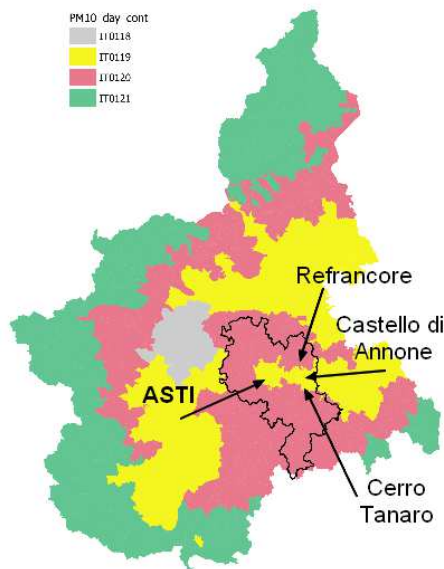 PM10 day cont
IT0118
IT0119
IT0120
IT0121
Refrancore
Castello di
Annone
ASTI
Cerro
Tanaro